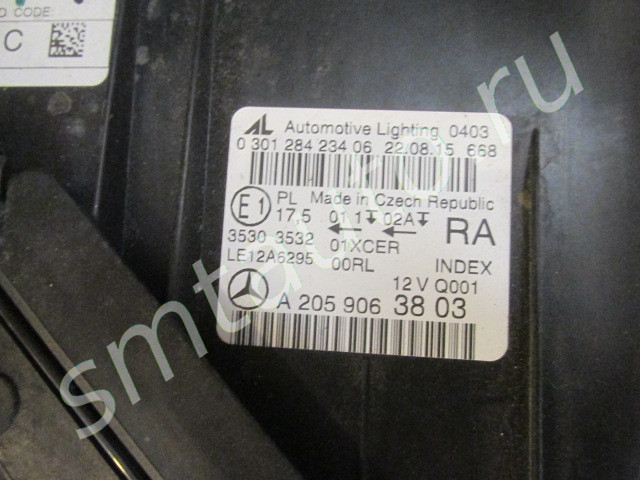 D CODE:
C
AL Automotive Lighting 0403
0 301 284 234 06 22.08.15 668
E1 PL Made in Czech Republic
17,5 01 1 02A RA
3530 3532 01XCER
LE12A6295 00RL INDEX
12 V Q001
A 205 906 38 03
smtauto.ru